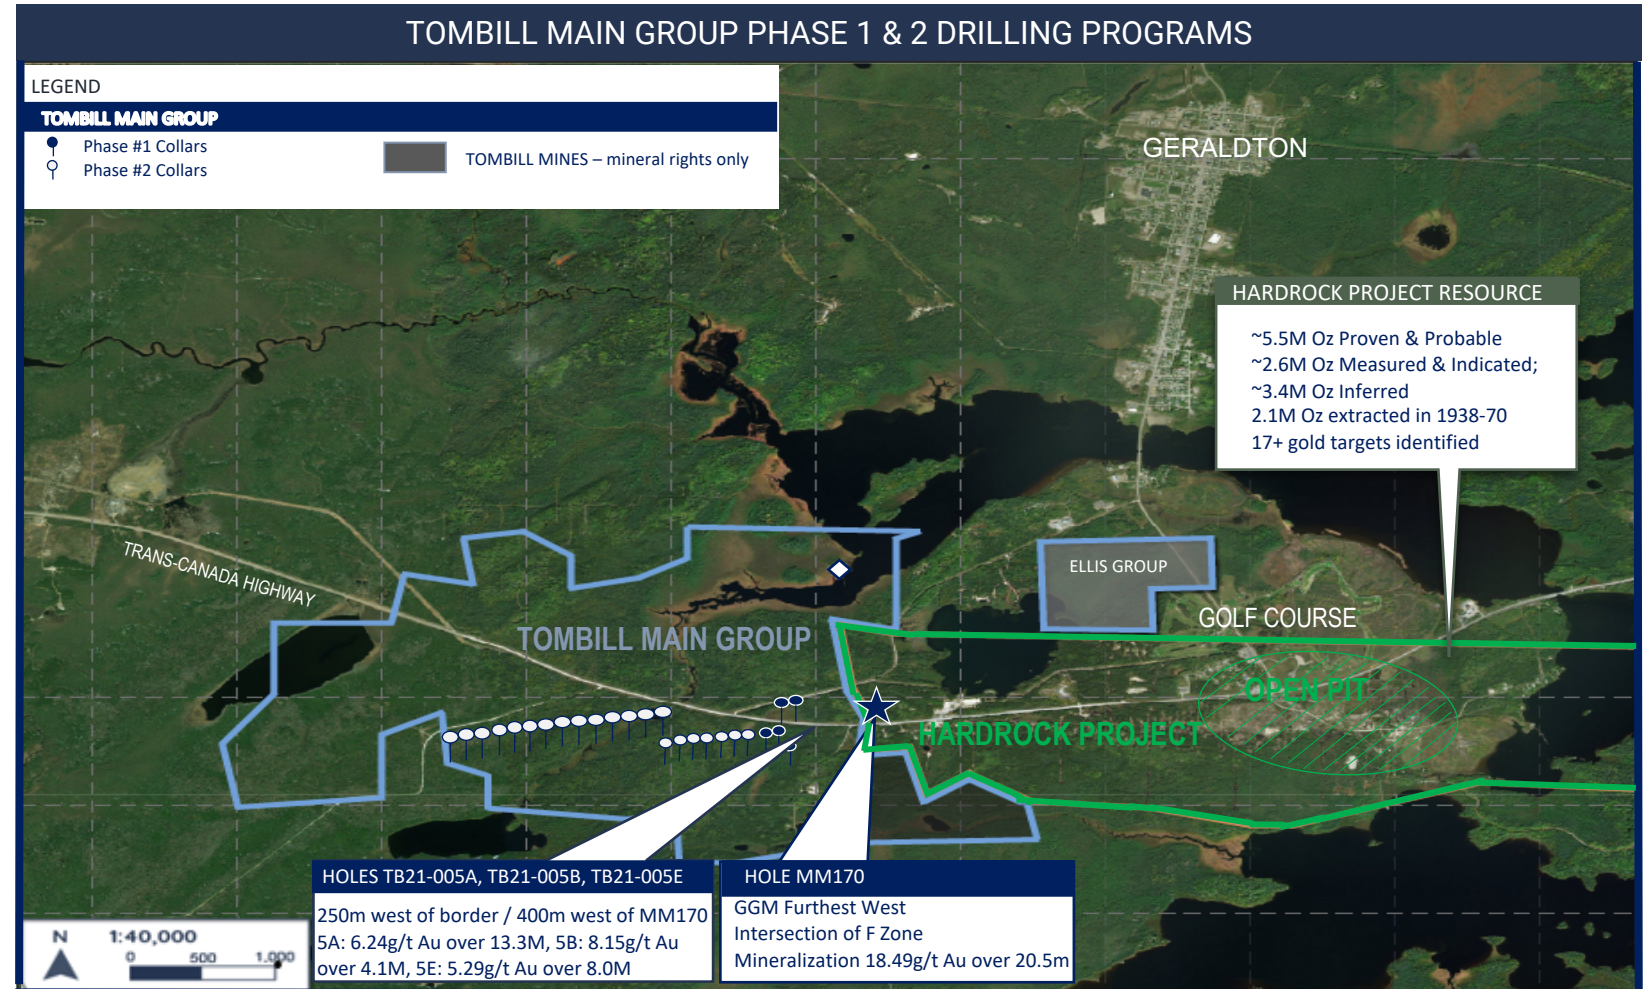 TOMBILL MAIN GROUP PHASE 1 & 2 DRILLING PROGRAMS
LEGEND
TOMBILL MAIN GROUP
Phase #1 Collars
Phase #2 Collars
TOMBILL MINES – mineral rights only
GERALDTON
HARDROCK PROJECT RESOURCE
~5.5M Oz Proven & Probable
~2.6M Oz Measured & Indicated;
~3.4M Oz Inferred
2.1M Oz extracted in 1938-70
17+ gold targets identified
TRANS-CANADA HIGHWAY
ELLIS GROUP
GOLF COURSE
TOMBILL MAIN GROUP
OPEN PIT
HARDROCK PROJECT
HOLES TB21-005A, TB21-005B, TB21-005E
250m west of border / 400m west of MM170
5A: 6.24g/t Au over 13.3M, 5B: 8.15g/t Au
over 4.1M, 5E: 5.29g/t Au over 8.0M
HOLE MM170
GGM Furthest West
Intersection of F Zone
Mineralization 18.49g/t Au over 20.5m
N
1:40,000
0 500 1,000